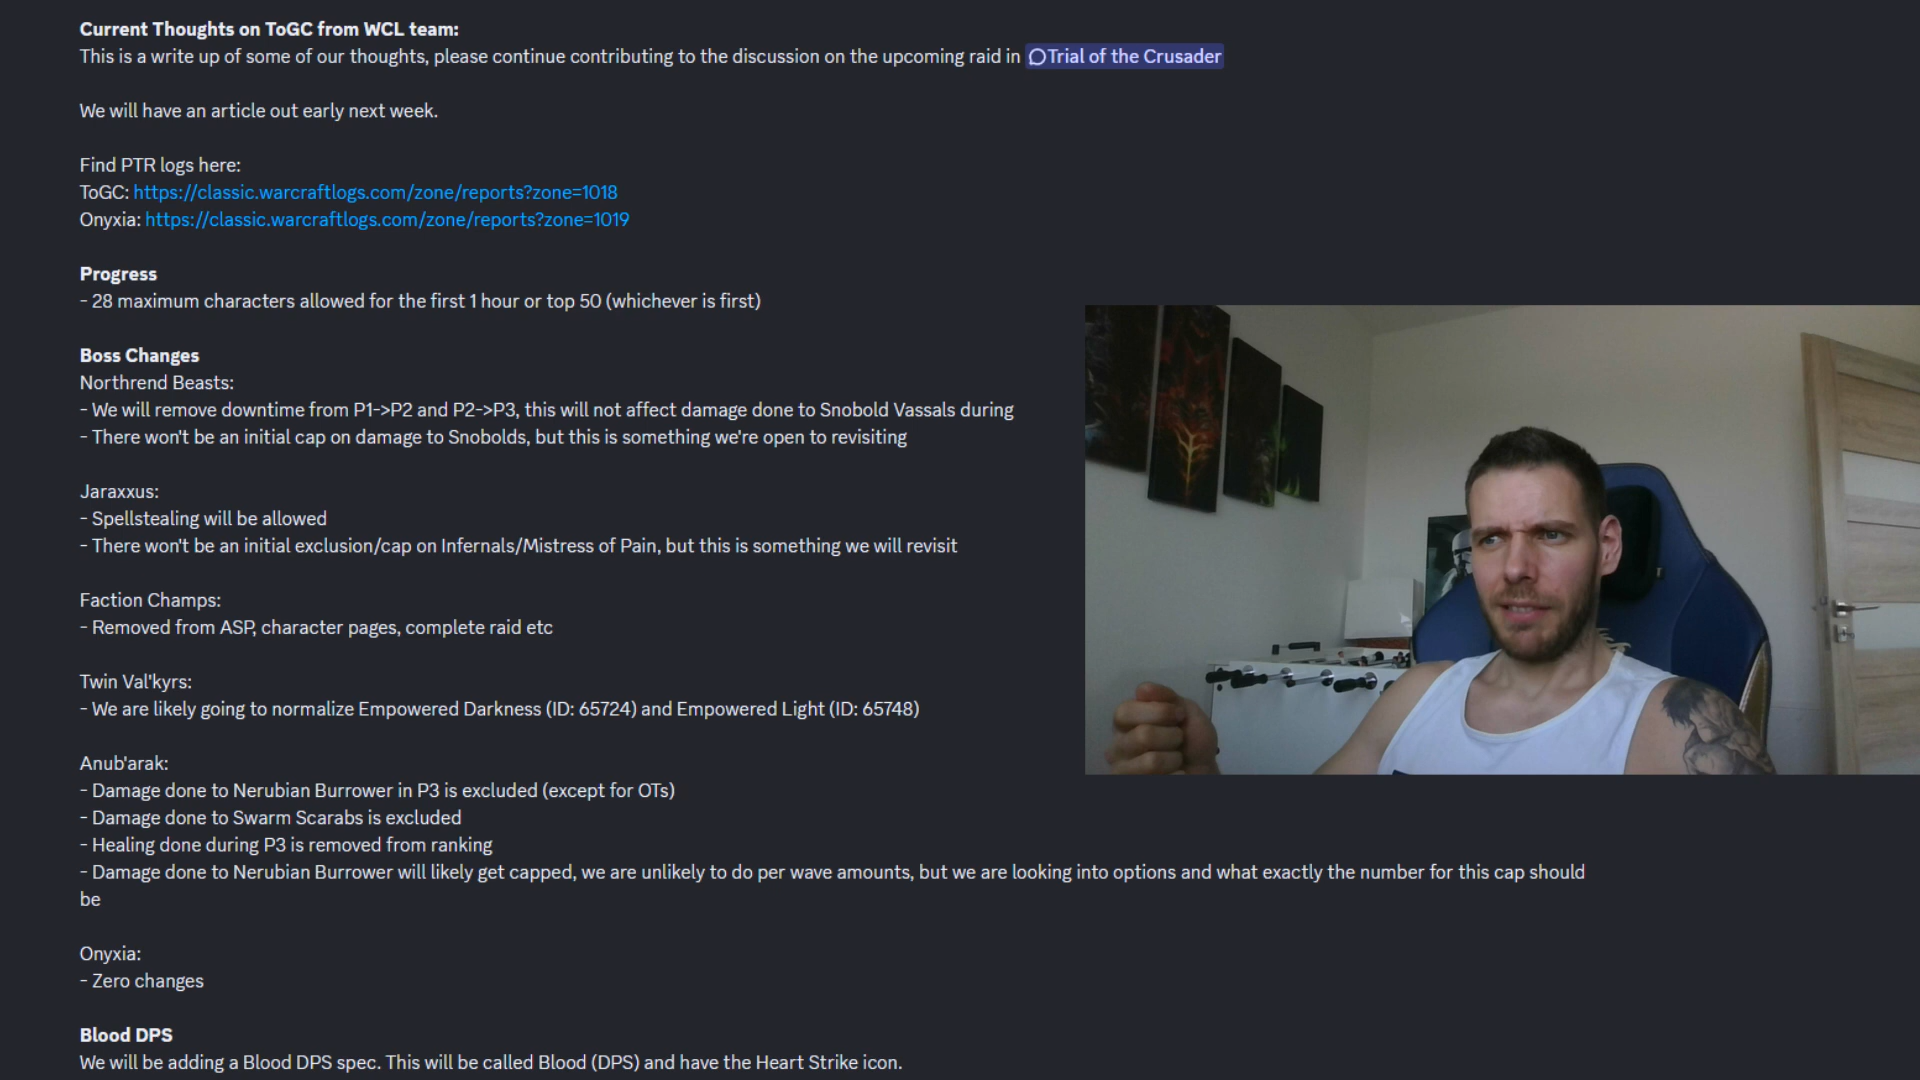 Current Thoughts on ToGC from WCL team:
This is a write up of some of our thoughts, please continue contributing to the discussion on the upcoming raid in Trial of the Crusader
We will have an article out early next week.
Find PTR logs here:
ToGC: https://classic.warcraftlogs.com/zone/reports?zone=1018
Onyxia: https://classic.warcraftlogs.com/zone/reports?zone=1019
Progress
- 28 maximum characters allowed for the first 1 hour or top 50 (whichever is first)
Boss Changes
Northrend Beasts:
- We will remove downtime from P1->P2 and P2->P3, this will not affect damage done to Snobold Vassals during
- There won't be an initial cap on damage to Snobolds, but this is something we're open to revisiting
Jaraxxus:
- Spellstealing will be allowed
- There won't be an initial exclusion/cap on Infernals/Mistress of Pain, but this is something we will revisit
Faction Champs:
- Removed from ASP, character pages, complete raid etc
Twin Val'kyrs:
- We are likely going to normalize Empowered Darkness (ID: 65724) and Empowered Light (ID: 65748)
Anub'arak:
- Damage done to Nerubian Burrower in P3 is excluded (except for OTs)
- Damage done to Swarm Scarabs is excluded
- Healing done during P3 is removed from ranking
- Damage done to Nerubian Burrower will likely get capped, we are unlikely to do per wave amounts, but we are looking into options and what exactly the number for this cap should
be
Onyxia:
- Zero changes
Blood DPS
We will be adding a Blood DPS spec. This will be called Blood (DPS) and have the Heart Strike icon.